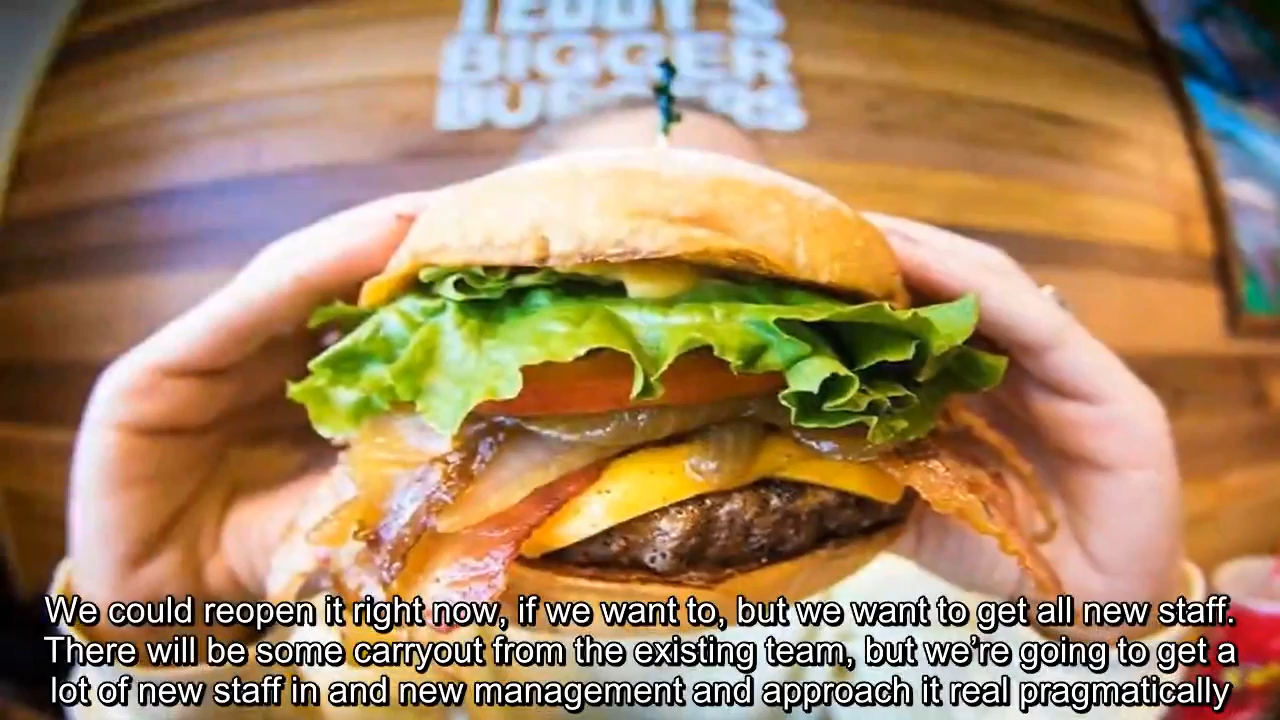 TEDDY'S
BIGGER
BURGERS
We could reopen it right now, if we want to, but we want to get all new staff.
There will be some carryout from the existing team, but we're going to get a
lot of new staff in and new management and approach it real pragmatically